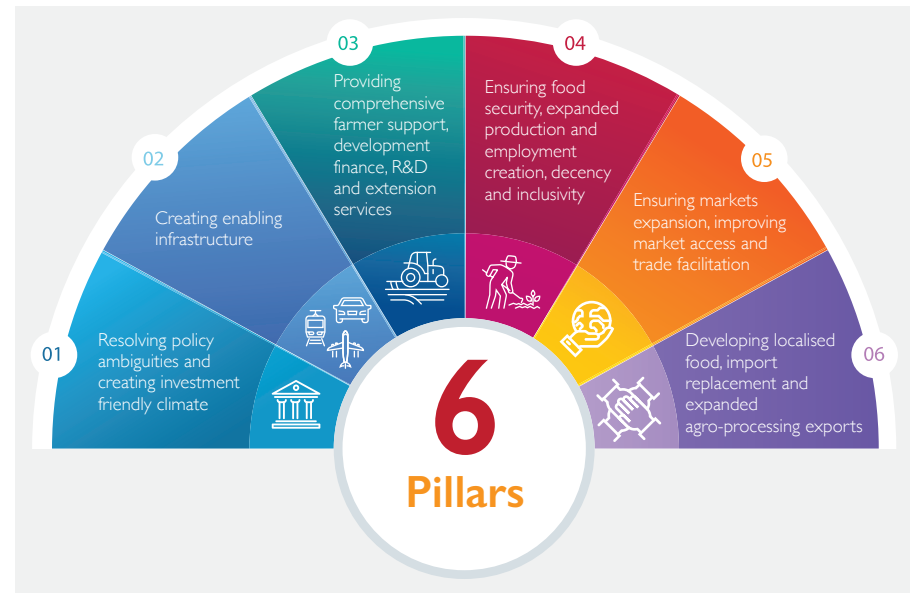 01
Resolving policy
ambiguities and
creating investment
friendly climate
02
Creating enabling
infrastructure
03
Providing
comprehensive
farmer support,
development
finance, R&D
and extension
services
04
Ensuring food
security, expanded
production and
employment
creation, decency
and inclusivity
05
Ensuring markets
expansion, improving
market access and
trade facilitation
06
Developing localised
food, import
replacement and
expanded
agro-processing exports
6
Pillars